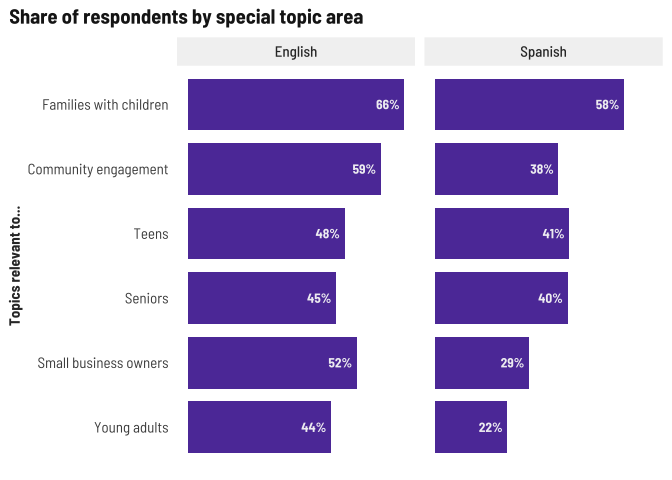 Share of respondents by special topic area
English Spanish
Topics relevant to...
Families with children 66% 58%
Community engagement 59% 38%
Teens 48% 41%
Seniors 45% 40%
Small business owners 52% 29%
Young adults 44% 22%